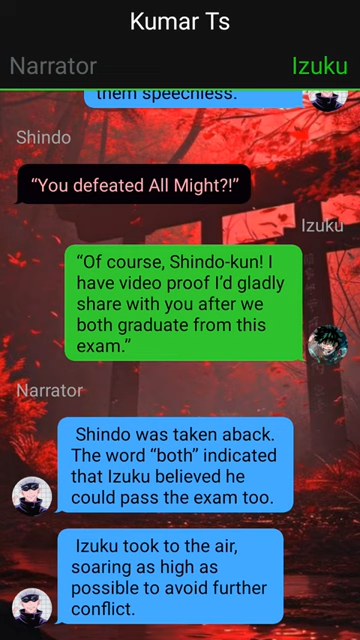 Kumar Ts
Narrator
Izuku
them speechless.
Shindo
“You defeated All Might?!”
Izuku
“Of course, Shindo-kun! I
have video proof I’d gladly
share with you after we
both graduate from this
exam.”
Narrator
Shindo was taken aback.
The word “both” indicated
that Izuku believed he
could pass the exam too.
Izuku took to the air,
soaring as high as
possible to avoid further
conflict.